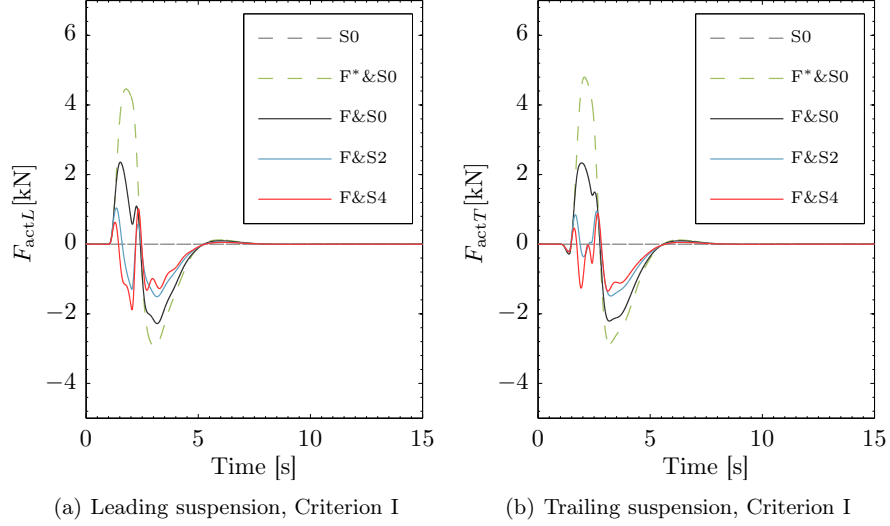 6
4
2
0
−2
−4
F_actL [kN]
S0
F*&S0
F&S0
F&S2
F&S4
0 5 10 15
Time [s]
(a) Leading suspension, Criterion I
6
4
2
0
−2
−4
F_actT [kN]
S0
F*&S0
F&S0
F&S2
F&S4
0 5 10 15
Time [s]
(b) Trailing suspension, Criterion I